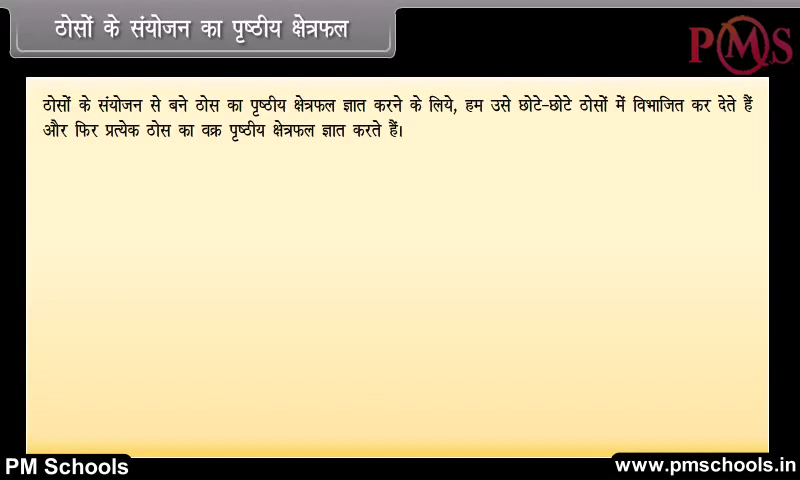 ठोसों के संयोजन का पृष्ठीय क्षेत्रफल
PMS
ठोसों के संयोजन से बने ठोस का पृष्ठीय क्षेत्रफल ज्ञात करने के लिये, हम उसे छोटे-छोटे ठोसों में विभाजित कर देते हैं
और फिर प्रत्येक ठोस का वक्र पृष्ठीय क्षेत्रफल ज्ञात करते हैं।
PM Schools
www.pmschools.in